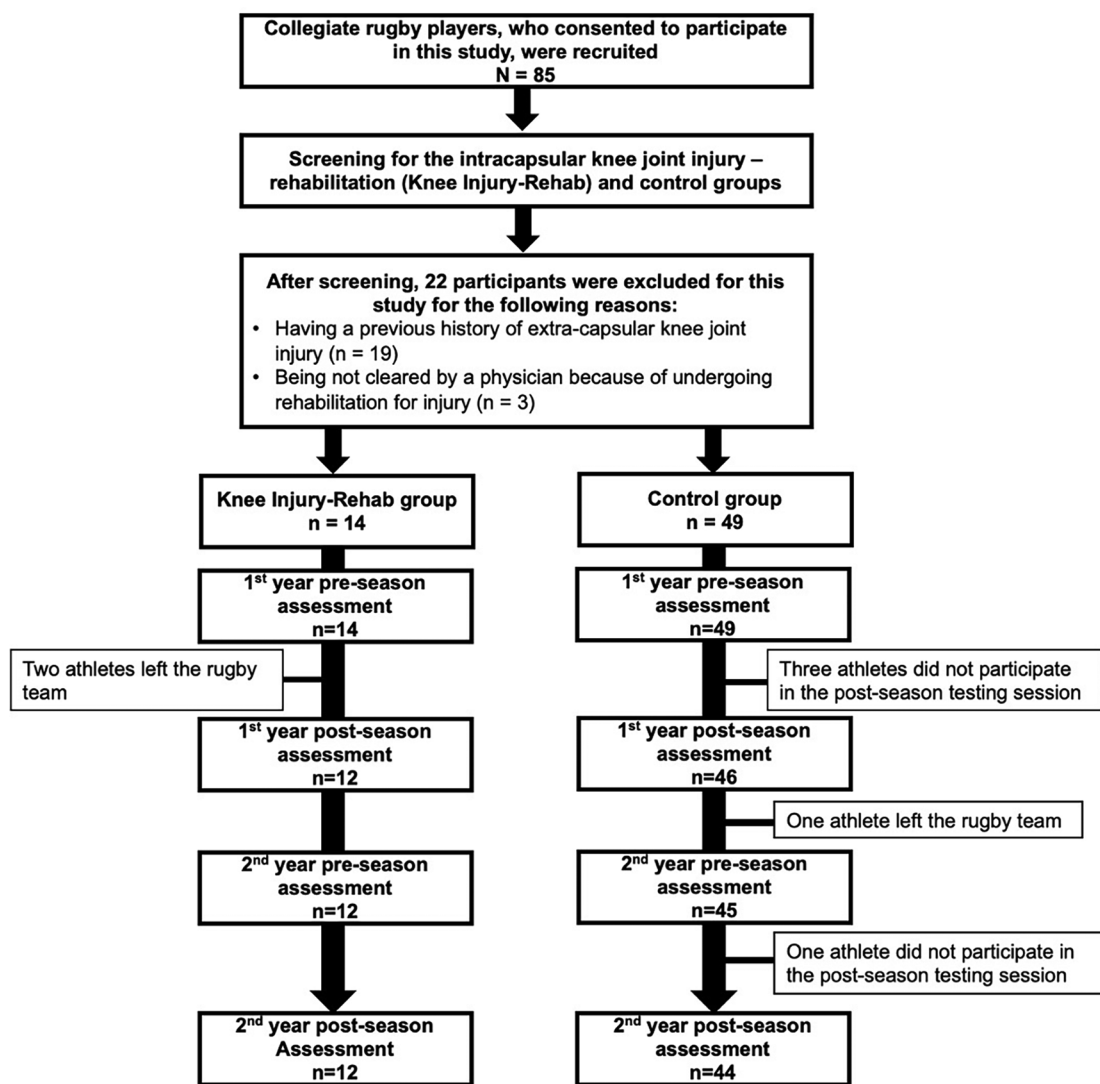 Collegiate rugby players, who consented to participate
in this study, were recruited
N = 85
Screening for the intracapsular knee joint injury –
rehabilitation (Knee Injury-Rehab) and control groups
After screening, 22 participants were excluded for this
study for the following reasons:
• Having a previous history of extra-capsular knee joint
injury (n = 19)
• Being not cleared by a physician because of undergoing
rehabilitation for injury (n = 3)
Knee Injury-Rehab group
n = 14
Control group
n = 49
1st year pre-season
assessment
n=14
1st year pre-season
assessment
n=49
Two athletes left the rugby
team
Three athletes did not participate
in the post-season testing session
1st year post-season
assessment
n=12
1st year post-season
assessment
n=46
One athlete left the rugby team
2nd year pre-season
assessment
n=12
2nd year pre-season
assessment
n=45
One athlete did not participate in
the post-season testing session
2nd year post-season
Assessment
n=12
2nd year post-season
assessment
n=44